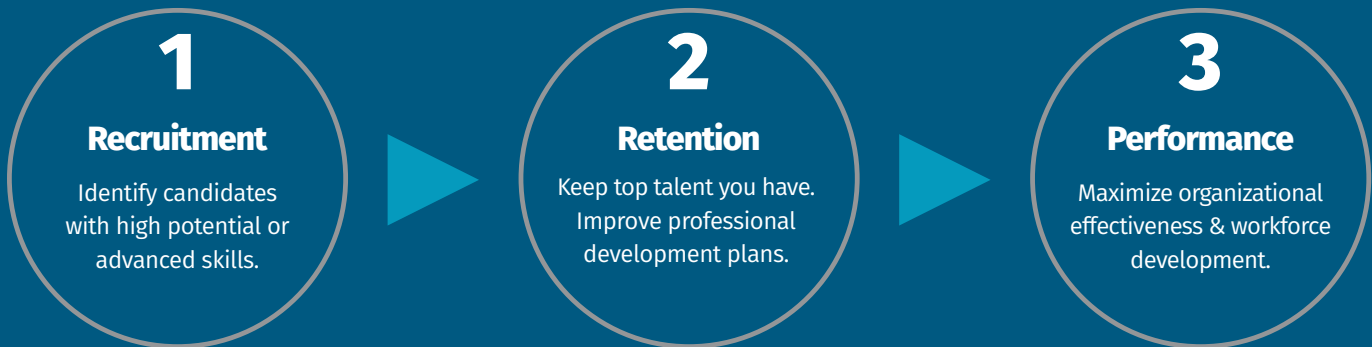 1
Recruitment
Identify candidates
with high potential or
advanced skills.
2
Retention
Keep top talent you have.
Improve professional
development plans.
3
Performance
Maximize organizational
effectiveness & workforce
development.